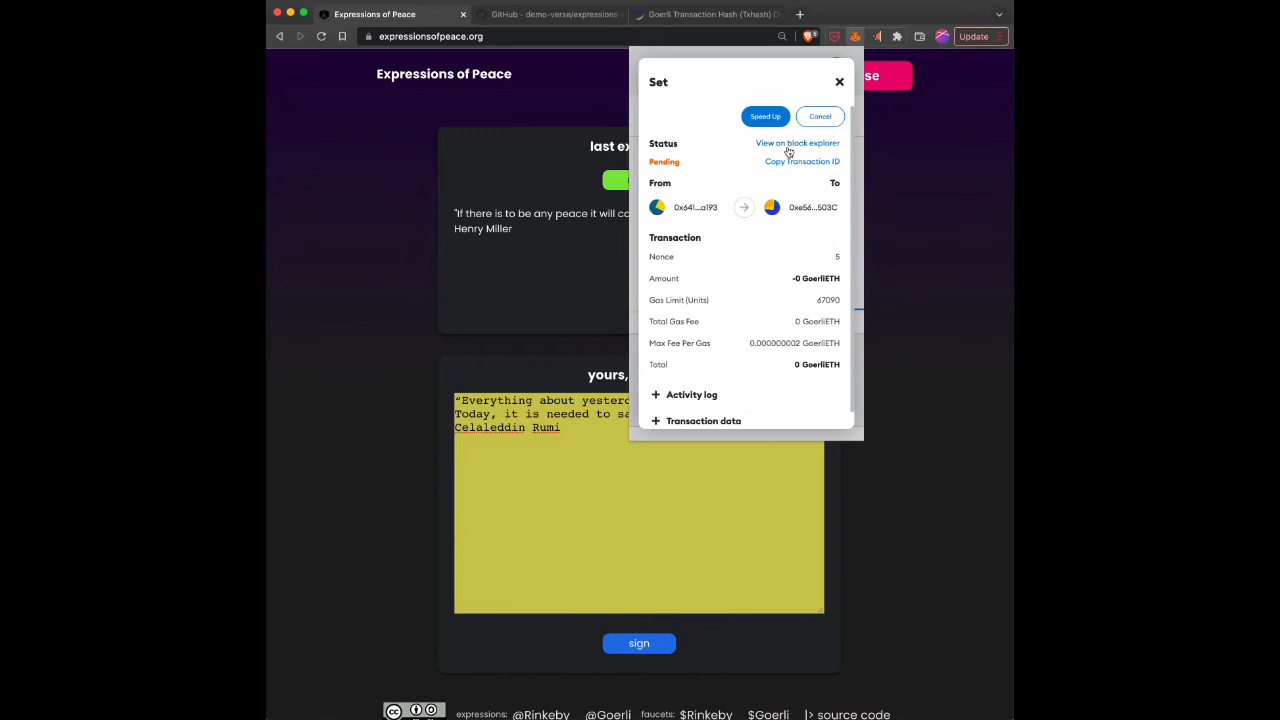 Expressions of Peace
GitHub - demo-verse/expressions-
Goerli Transaction Hash (Txhash) D
expressionsofpeace.org
5
Update
Expressions of Peace
se
Set
Speed Up
Cancel
Status
View on block explorer
Pending
Copy Transaction ID
From
To
0x641...a193
0xe56...503C
Transaction
Nonce
5
Amount
-0 GoerliETH
Gas Limit (Units)
67090
Total Gas Fee
0 GoerliETH
Max Fee Per Gas
0.000000002 GoerliETH
Total
0 GoerliETH
Activity log
Transaction data
last ex
"If there is to be any peace it will co
Henry Miller
yours,
“Everything about yesterd
Today, it is needed to sa
Celaleddin Rumi
sign
expressions: @Rinkeby @Goerli faucets: $Rinkeby $Goerli |> source code